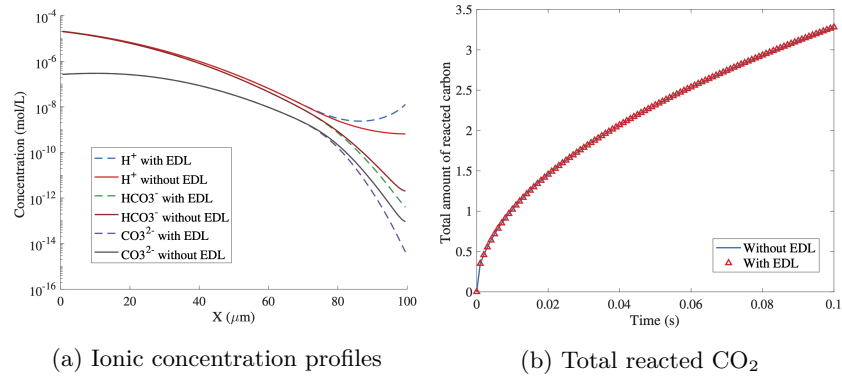 10⁻⁴
10⁻⁶
10⁻⁸
10⁻¹⁰
10⁻¹²
10⁻¹⁴
10⁻¹⁶
Concentration (mol/L)
H⁺ with EDL
H⁺ without EDL
HCO3⁻ with EDL
HCO3⁻ without EDL
CO3²⁻ with EDL
CO3²⁻ without EDL
0 20 40 60 80 100
X (μm)
(a) Ionic concentration profiles
3.5
3
2.5
2
1.5
1
0.5
0
Total amount of reacted carbon
Without EDL
With EDL
0 0.02 0.04 0.06 0.08 0.1
Time (s)
(b) Total reacted CO₂